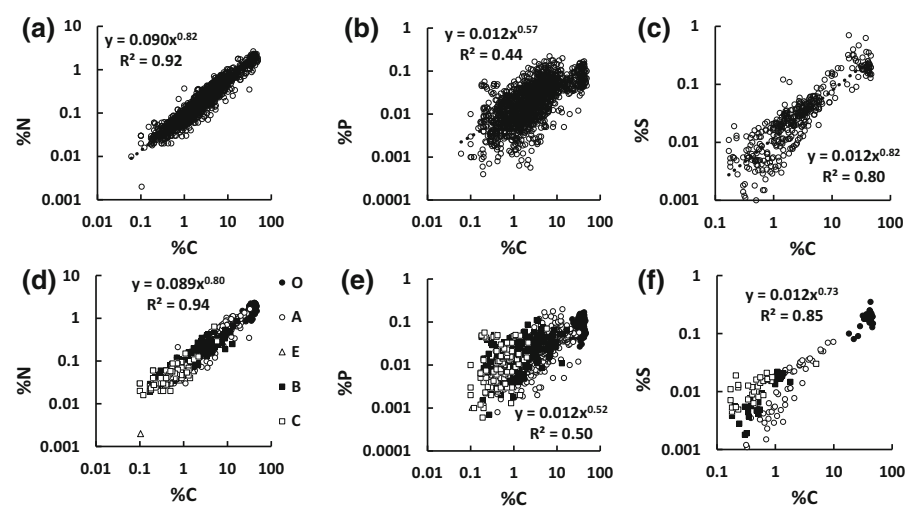 (a)
y = 0.090x^0.82
R² = 0.92
10
1
0.1
0.01
0.001
%N
0.01 0.1 1 10 100
%C
(b)
y = 0.012x^0.57
R² = 0.44
1
0.1
0.01
0.001
0.0001
%P
0.01 0.1 1 10 100
%C
(c)
1
0.1
0.01
0.001
%S
y = 0.012x^0.82
R² = 0.80
0.1 1 10 100
%C
(d)
y = 0.089x^0.80
R² = 0.94
10
1
0.1
0.01
0.001
%N
O
A
E
B
C
0.01 0.1 1 10 100
%C
(e)
1
0.1
0.01
0.001
0.0001
%P
y = 0.012x^0.52
R² = 0.50
0.01 0.1 1 10 100
%C
(f)
y = 0.012x^0.73
R² = 0.85
1
0.1
0.01
0.001
%S
0.1 1 10 100
%C